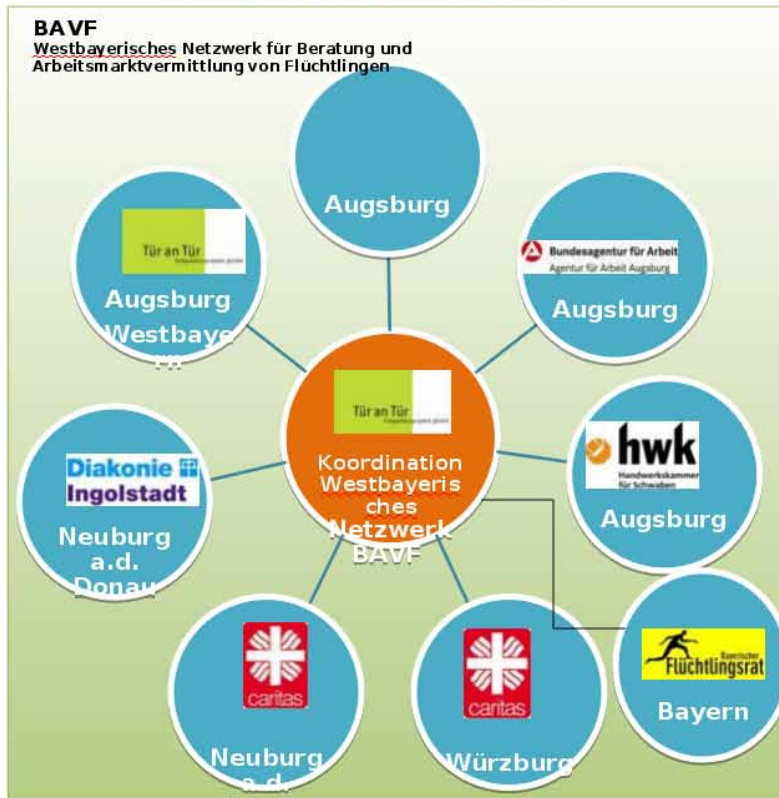 BAVF
Westbayerisches Netzwerk für Beratung und
Arbeitsmarktvermittlung von Flüchtlingen
Augsburg
Tür an Tür
Augsburg
Westbaye
rn
Bundesagentur für Arbeit
Agentur für Arbeit Augsburg
Augsburg
Tür an Tür
Koordination
Westbayeris
ches
Netzwerk
BAVF
Diakonie
Ingolstadt
Neuburg
a.d.
Donau
hwk
Handwerkskammer
für Schwaben
Augsburg
caritas
Neuburg
a.d.
caritas
Würzburg
Bayerischer
Flüchtlingsrat
Bayern